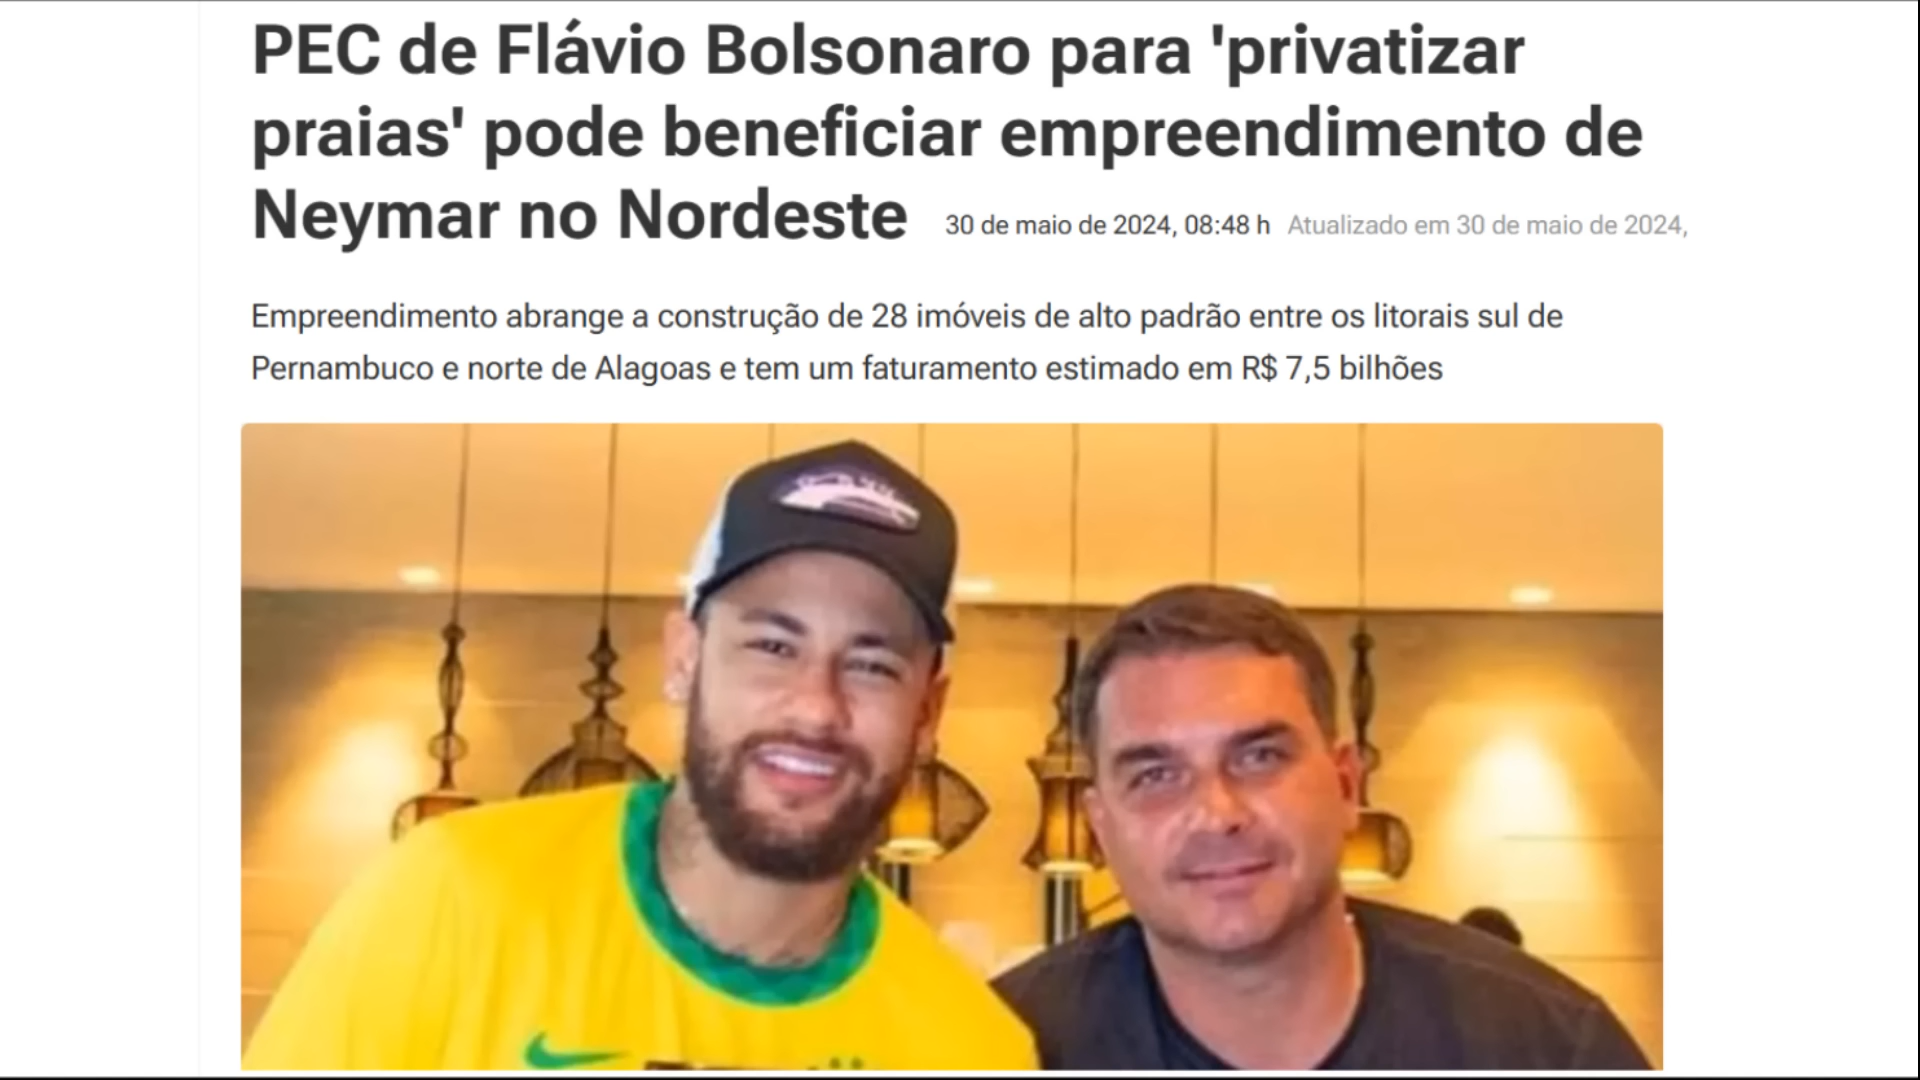 PEC de Flávio Bolsonaro para 'privatizar
praias' pode beneficiar empreendimento de
Neymar no Nordeste
30 de maio de 2024, 08:48 h Atualizado em 30 de maio de 2024,
Empreendimento abrange a construção de 28 imóveis de alto padrão entre os litorais sul de
Pernambuco e norte de Alagoas e tem um faturamento estimado em R$ 7,5 bilhões